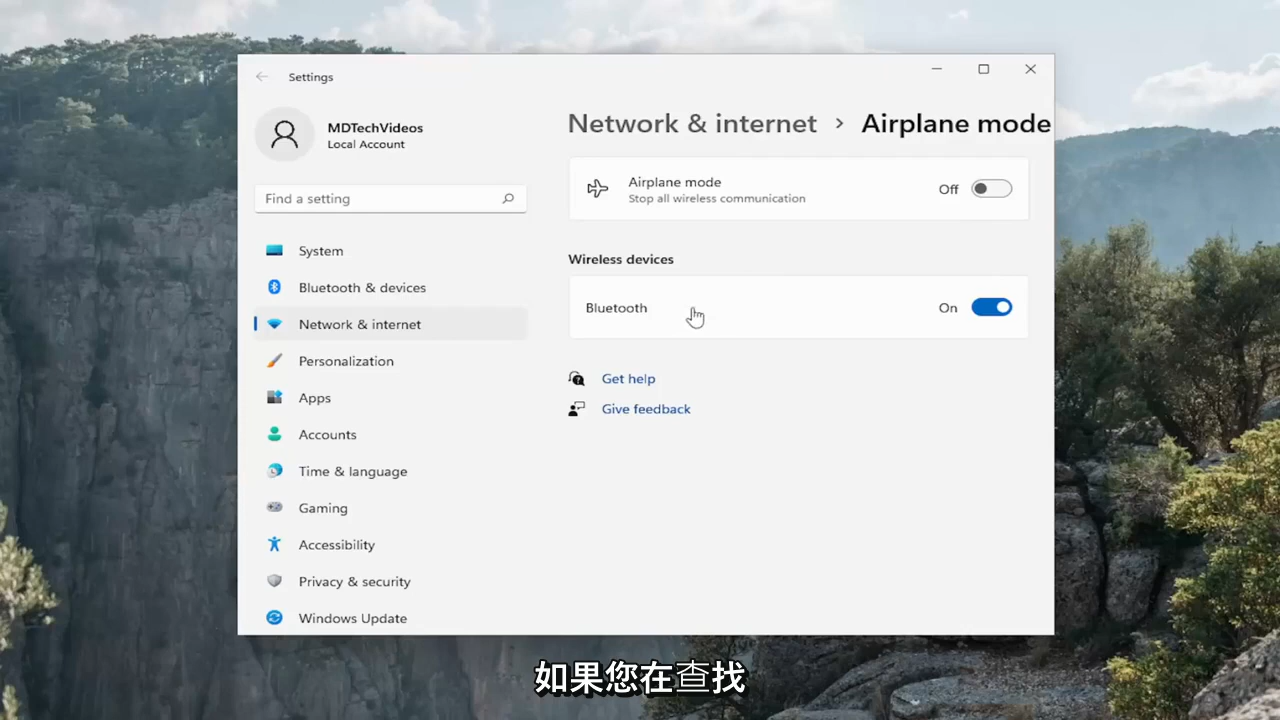 Settings
MDTechVideos
Local Account
Find a setting
System
Bluetooth & devices
Network & internet
Personalization
Apps
Accounts
Time & language
Gaming
Accessibility
Privacy & security
Windows Update
Network & internet › Airplane mode
Airplane mode
Stop all wireless communication
Off
Wireless devices
Bluetooth
On
Get help
Give feedback
如果您在查找